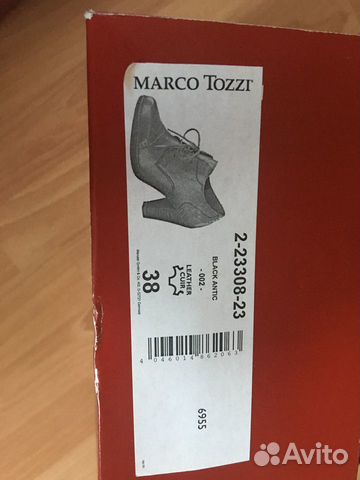 MARCO TOZZI
2-23308-23
BLACK ANTIC
- 002 -
LEATHER
CUIR
38
4 046014 862063
6955
Avito